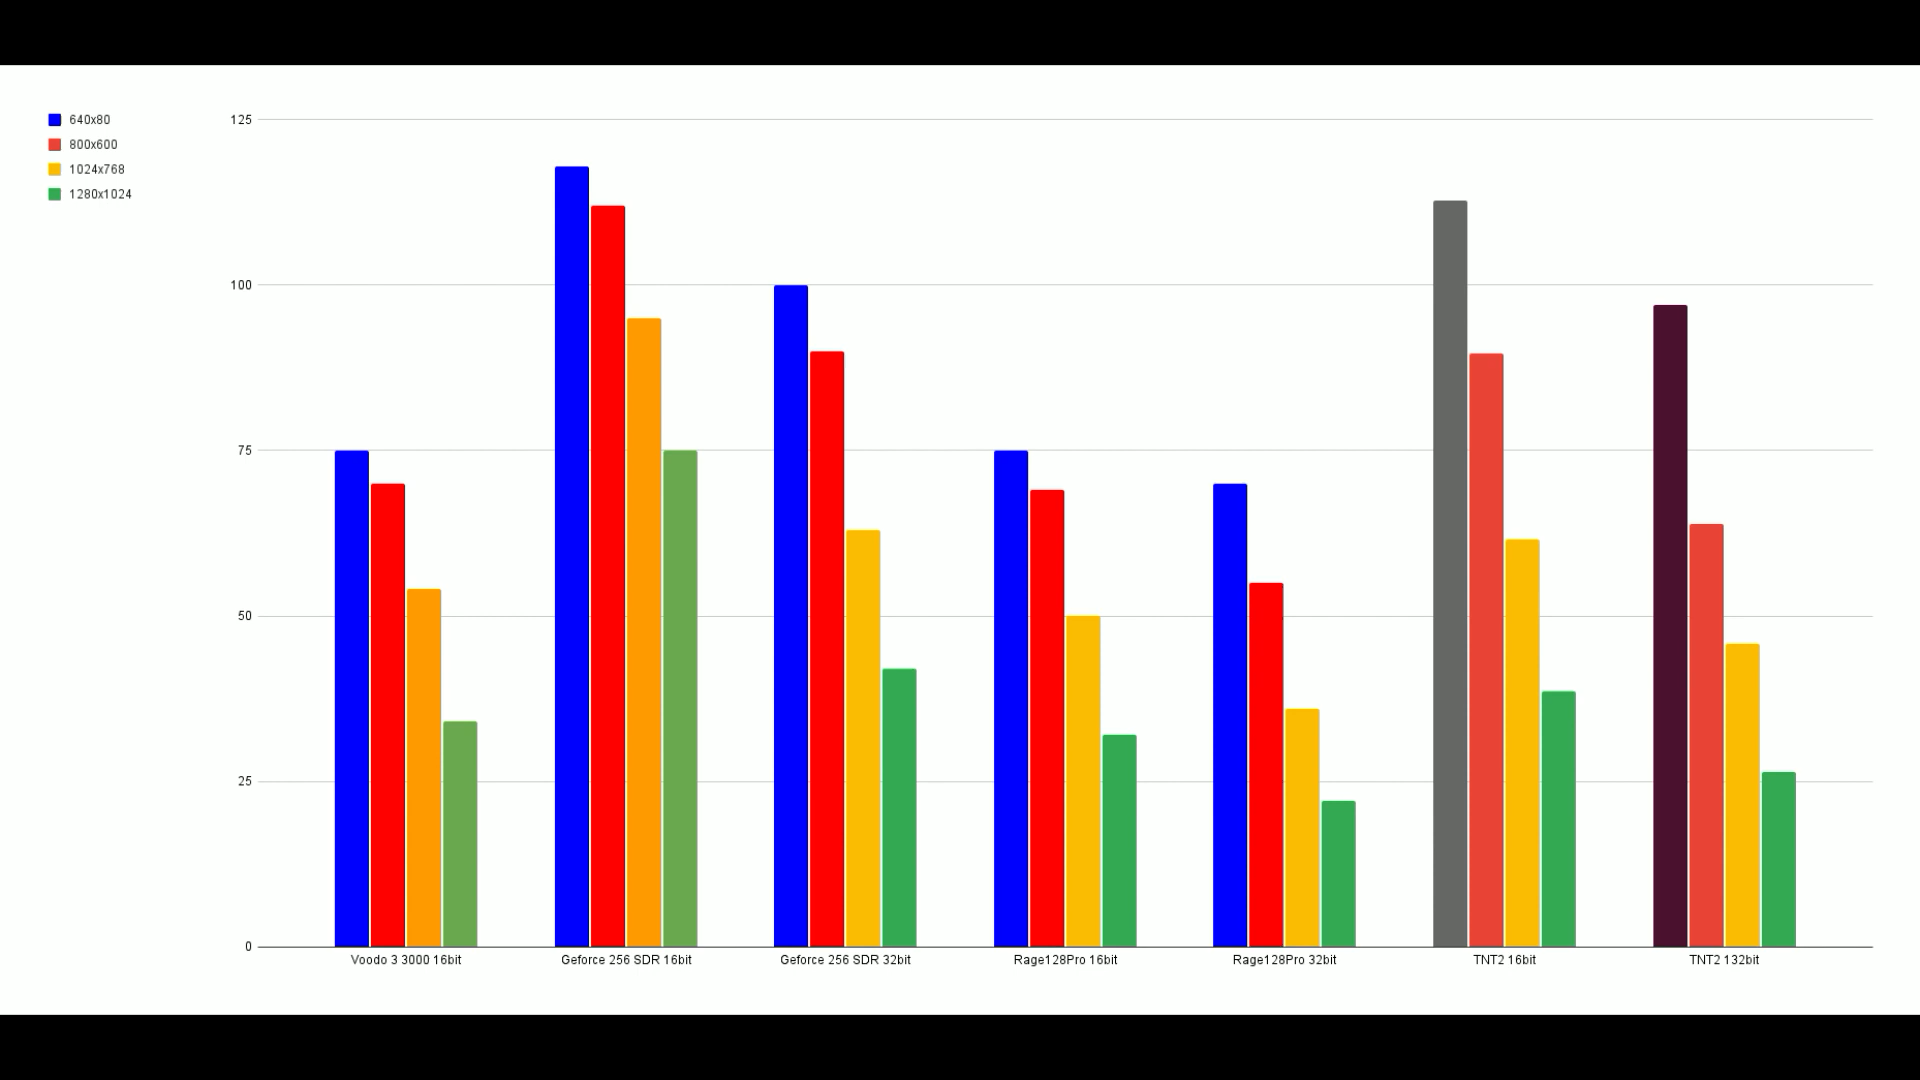 640x80
800x600
1024x768
1280x1024
125
100
75
50
25
0
Voodo 3 3000 16bit
Geforce 256 SDR 16bit
Geforce 256 SDR 32bit
Rage128Pro 16bit
Rage128Pro 32bit
TNT2 16bit
TNT2 132bit